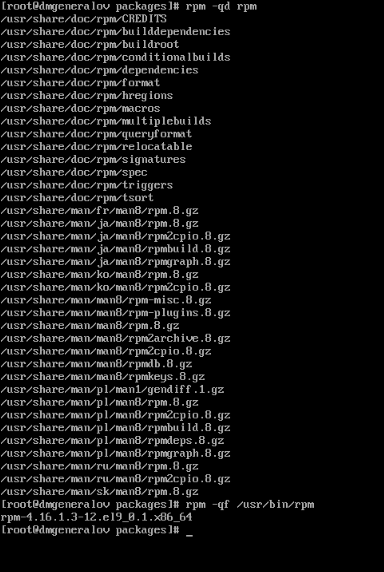 [root@dmgeneralov packages]# rpm -qd rpm
/usr/share/doc/rpm/CREDITS
/usr/share/doc/rpm/builddependencies
/usr/share/doc/rpm/buildroot
/usr/share/doc/rpm/conditionalbuilds
/usr/share/doc/rpm/dependencies
/usr/share/doc/rpm/format
/usr/share/doc/rpm/hregions
/usr/share/doc/rpm/macros
/usr/share/doc/rpm/multiplebuilds
/usr/share/doc/rpm/queryformat
/usr/share/doc/rpm/relocatable
/usr/share/doc/rpm/signatures
/usr/share/doc/rpm/spec
/usr/share/doc/rpm/triggers
/usr/share/doc/rpm/tsort
/usr/share/man/fr/man8/rpm.8.gz
/usr/share/man/ja/man8/rpm.8.gz
/usr/share/man/ja/man8/rpm2cpio.8.gz
/usr/share/man/ja/man8/rpmbuild.8.gz
/usr/share/man/ja/man8/rpmgraph.8.gz
/usr/share/man/ko/man8/rpm.8.gz
/usr/share/man/ko/man8/rpm2cpio.8.gz
/usr/share/man/man8/rpm-misc.8.gz
/usr/share/man/man8/rpm-plugins.8.gz
/usr/share/man/man8/rpm.8.gz
/usr/share/man/man8/rpm2archive.8.gz
/usr/share/man/man8/rpm2cpio.8.gz
/usr/share/man/man8/rpmdb.8.gz
/usr/share/man/man8/rpmkeys.8.gz
/usr/share/man/pl/man1/gendiff.1.gz
/usr/share/man/pl/man8/rpm.8.gz
/usr/share/man/pl/man8/rpm2cpio.8.gz
/usr/share/man/pl/man8/rpmbuild.8.gz
/usr/share/man/pl/man8/rpmdeps.8.gz
/usr/share/man/pl/man8/rpmgraph.8.gz
/usr/share/man/ru/man8/rpm.8.gz
/usr/share/man/ru/man8/rpm2cpio.8.gz
/usr/share/man/sk/man8/rpm.8.gz
[root@dmgeneralov packages]# rpm -qf /usr/bin/rpm
rpm-4.16.1.3-12.el9_0.1.x86_64
[root@dmgeneralov packages]# _